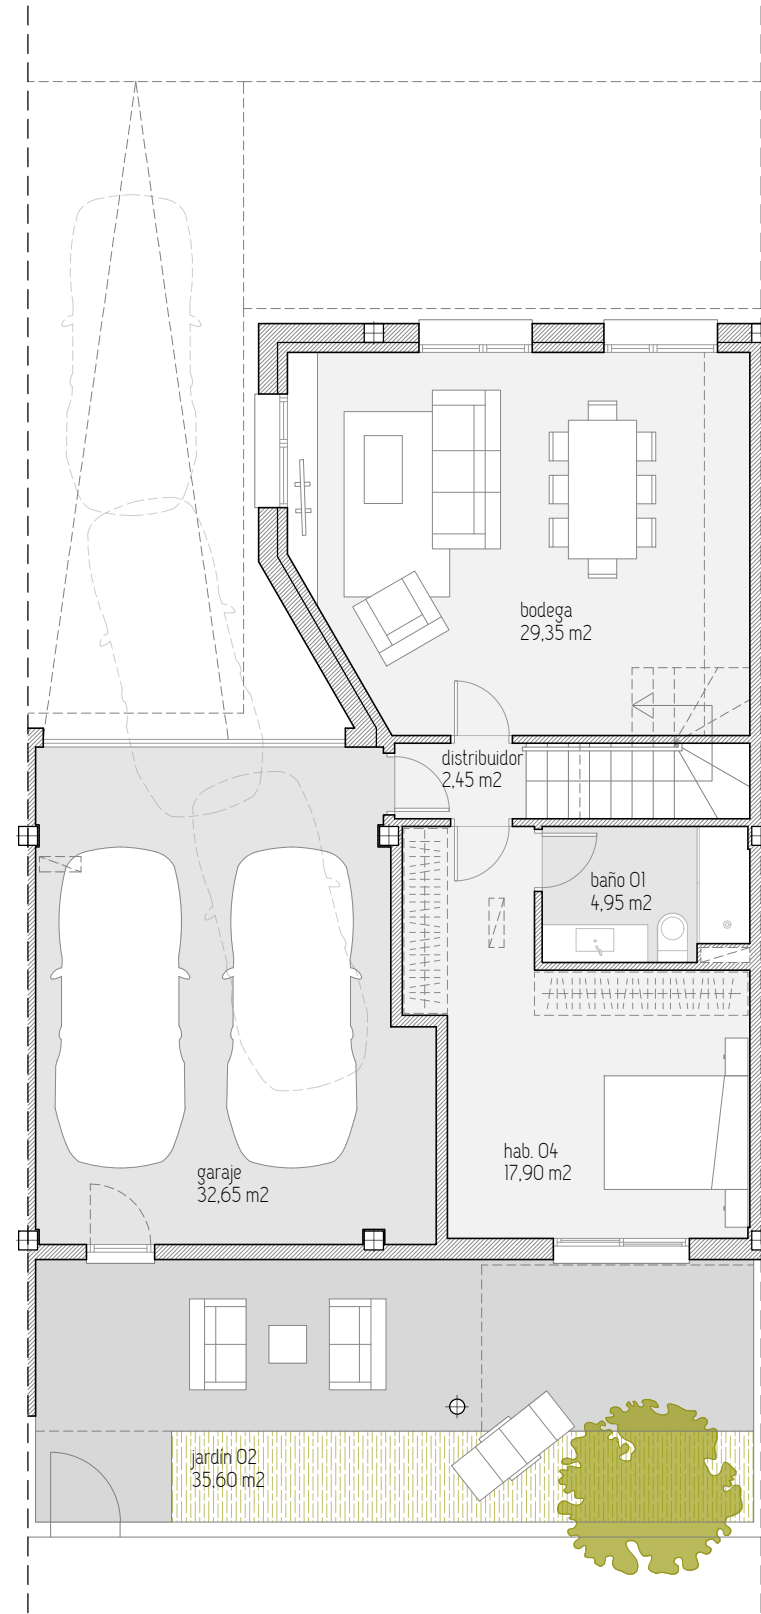 bodega
29,35 m2
distribuidor
2,45 m2
baño 01
4,95 m2
hab. 04
17,90 m2
garaje
32,65 m2
jardín 02
35,60 m2